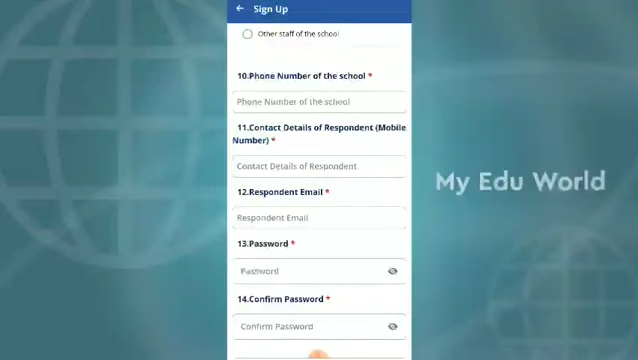 Sign Up
Other staff of the school
10.Phone Number of the school *
Phone Number of the school
11.Contact Details of Respondent (Mobile
Number) *
Contact Details of Respondent
12.Respondent Email *
Respondent Email
My Edu World
13.Password *
Password
14.Confirm Password *
Confirm Password